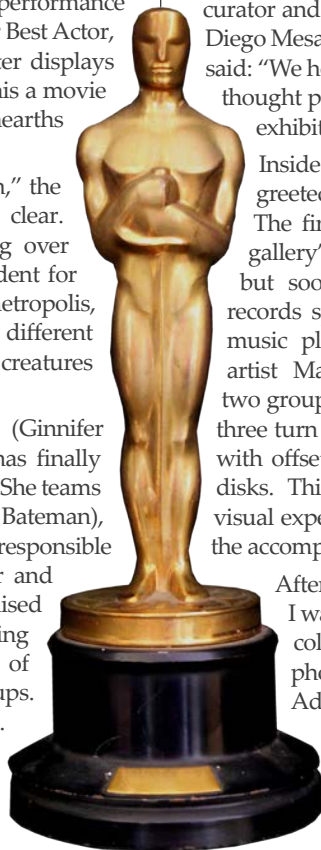 performance
Best Actor,
ter displays
his a movie
hearths
n,” the
clear.
g over
dent for
metropolis,
different
creatures
(Ginnifer
has finally
She teams
Bateman),
responsible
r and
ised
ing
of
ups.
.
curator and
Diego Mesa
said: “We h
thought p
exhibit
Inside
greeted
The fir
gallery’
but soo
records s
music pl
artist Ma
two group
three turn
with offset
disks. Thi
visual expe
the accomp
After
I wa
col
pho
Ad